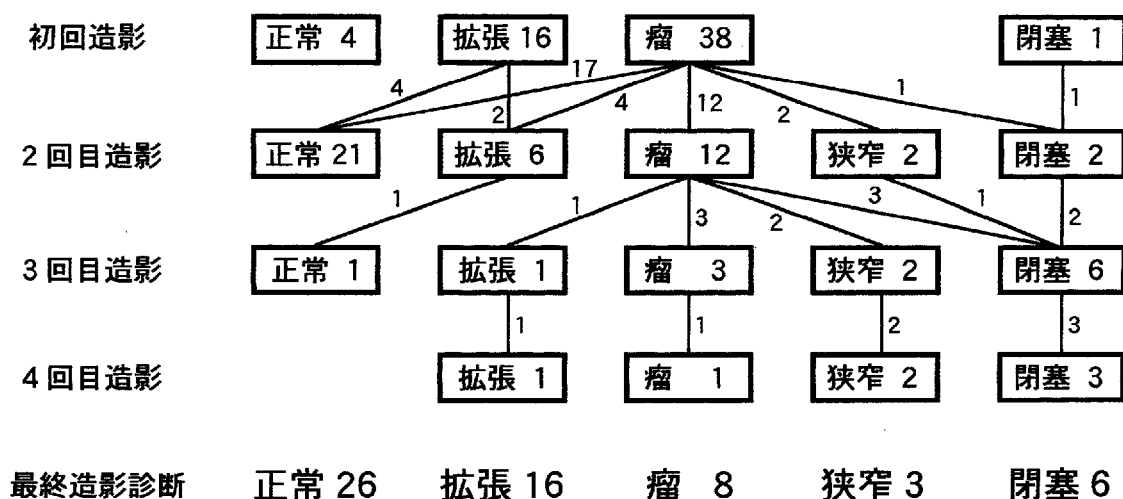 初回造影 正常 4 拡張 16 瘤 38 閉塞 1
4 17 2 4 12 2 1 1
2回目造影 正常 21 拡張 6 瘤 12 狭窄 2 閉塞 2
1 1 3 2 3 1 2
3回目造影 正常 1 拡張 1 瘤 3 狭窄 2 閉塞 6
1 1 2 3
4回目造影 拡張 1 瘤 1 狭窄 2 閉塞 3
最終造影診断 正常 26 拡張 16 瘤 8 狭窄 3 閉塞 6